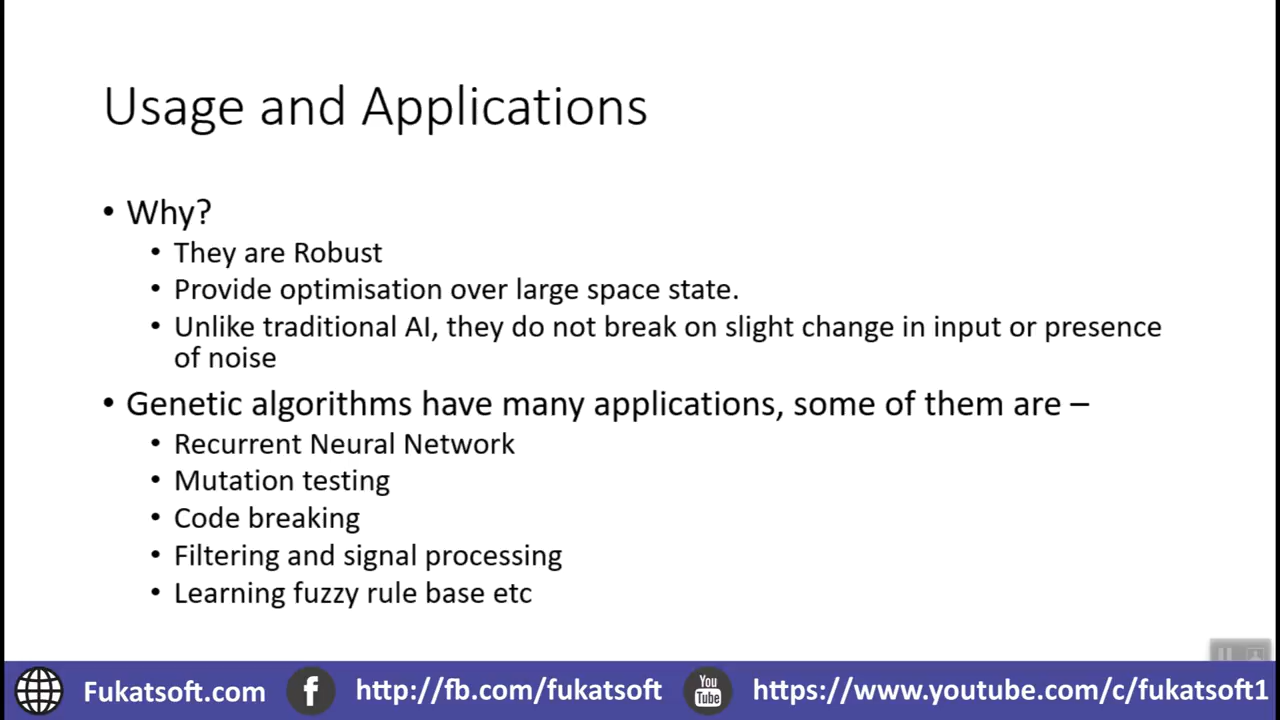 Usage and Applications
• Why?
• They are Robust
• Provide optimisation over large space state.
• Unlike traditional AI, they do not break on slight change in input or presence
of noise
• Genetic algorithms have many applications, some of them are –
• Recurrent Neural Network
• Mutation testing
• Code breaking
• Filtering and signal processing
• Learning fuzzy rule base etc
Fukatsoft.com f http://fb.com/fukatsoft You Tube https://www.youtube.com/c/fukatsoft1